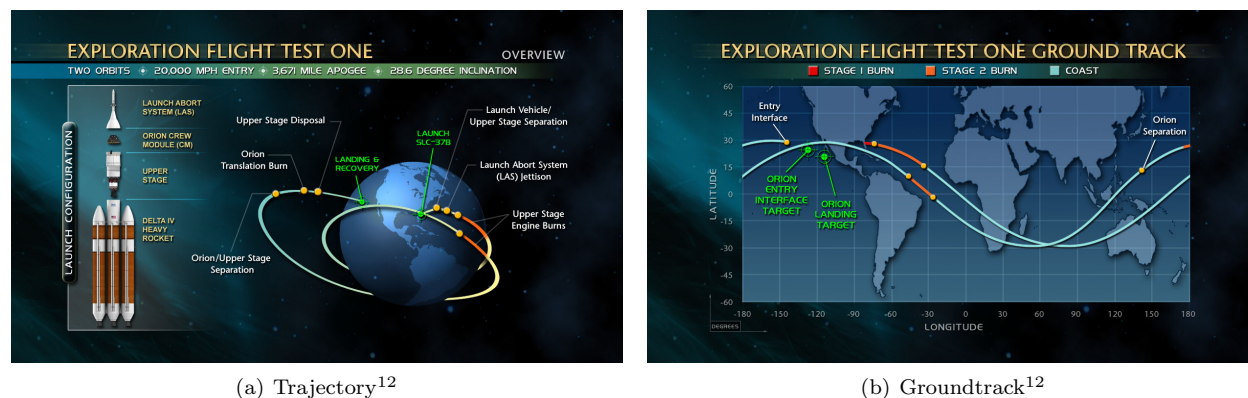 EXPLORATION FLIGHT TEST ONE
OVERVIEW
TWO ORBITS 20,000 MPH ENTRY 3,671 MILE APOGEE 28.6 DEGREE INCLINATION
LAUNCH CONFIGURATION
LAUNCH ABORT
SYSTEM (LAS)
ORION CREW
MODULE (CM)
UPPER
STAGE
DELTA IV
HEAVY
ROCKET
Upper Stage Disposal
Orion
Translation Burn
LANDING &
RECOVERY
LAUNCH
SLC-37B
Launch Vehicle/
Upper Stage Separation
Launch Abort System
(LAS) Jettison
Upper Stage
Engine Burns
Orion/Upper Stage
Separation
(a) Trajectory12
EXPLORATION FLIGHT TEST ONE GROUND TRACK
STAGE 1 BURN STAGE 2 BURN COAST
60
45
30
15
0
-15
-30
-45
-60
LATITUDE
Entry
Interface
Orion
Separation
ORION
ENTRY
INTERFACE
TARGET
ORION
LANDING
TARGET
-180 -150 -120 -90 -60 -30 0 30 60 90 120 150 180
DEGREES
LONGITUDE
(b) Groundtrack12